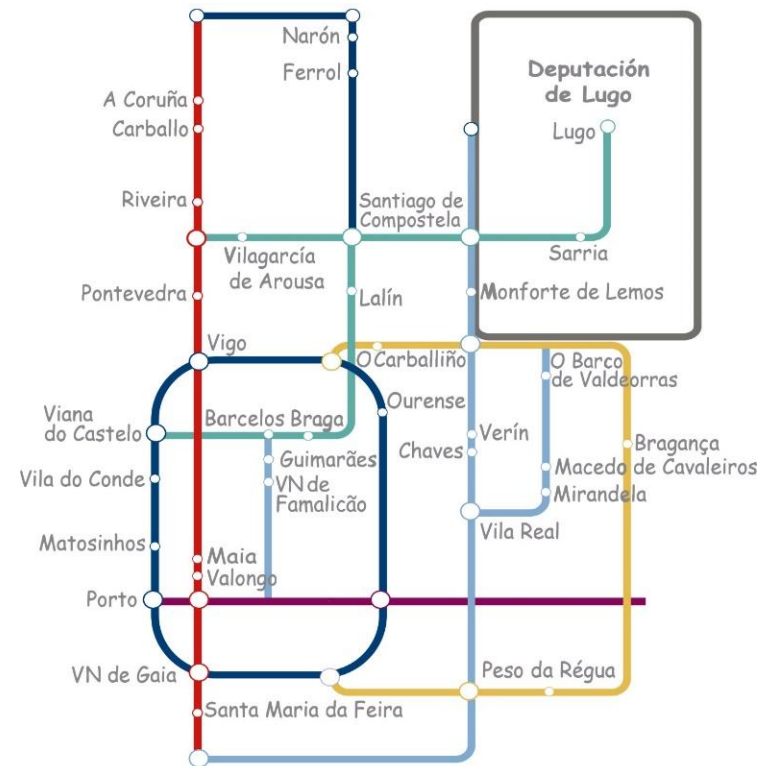 Narón
Ferrol
Deputación
de Lugo
A Coruña
Carballo
Lugo
Riveira
Santiago de
Compostela
Vilagarcía
de Arousa
Sarria
Pontevedra
Lalín
Monforte de Lemos
Vigo
O Carballiño
O Barco
de Valdeorras
Ourense
Viana
do Castelo
Barcelos Braga
Verín
Chaves
Bragança
Guimarães
Vila do Conde
VN de
Famalicão
Macedo de Cavaleiros
Mirandela
Vila Real
Matosinhos
Maia
Valongo
Porto
VN de Gaia
Peso da Régua
Santa Maria da Feira